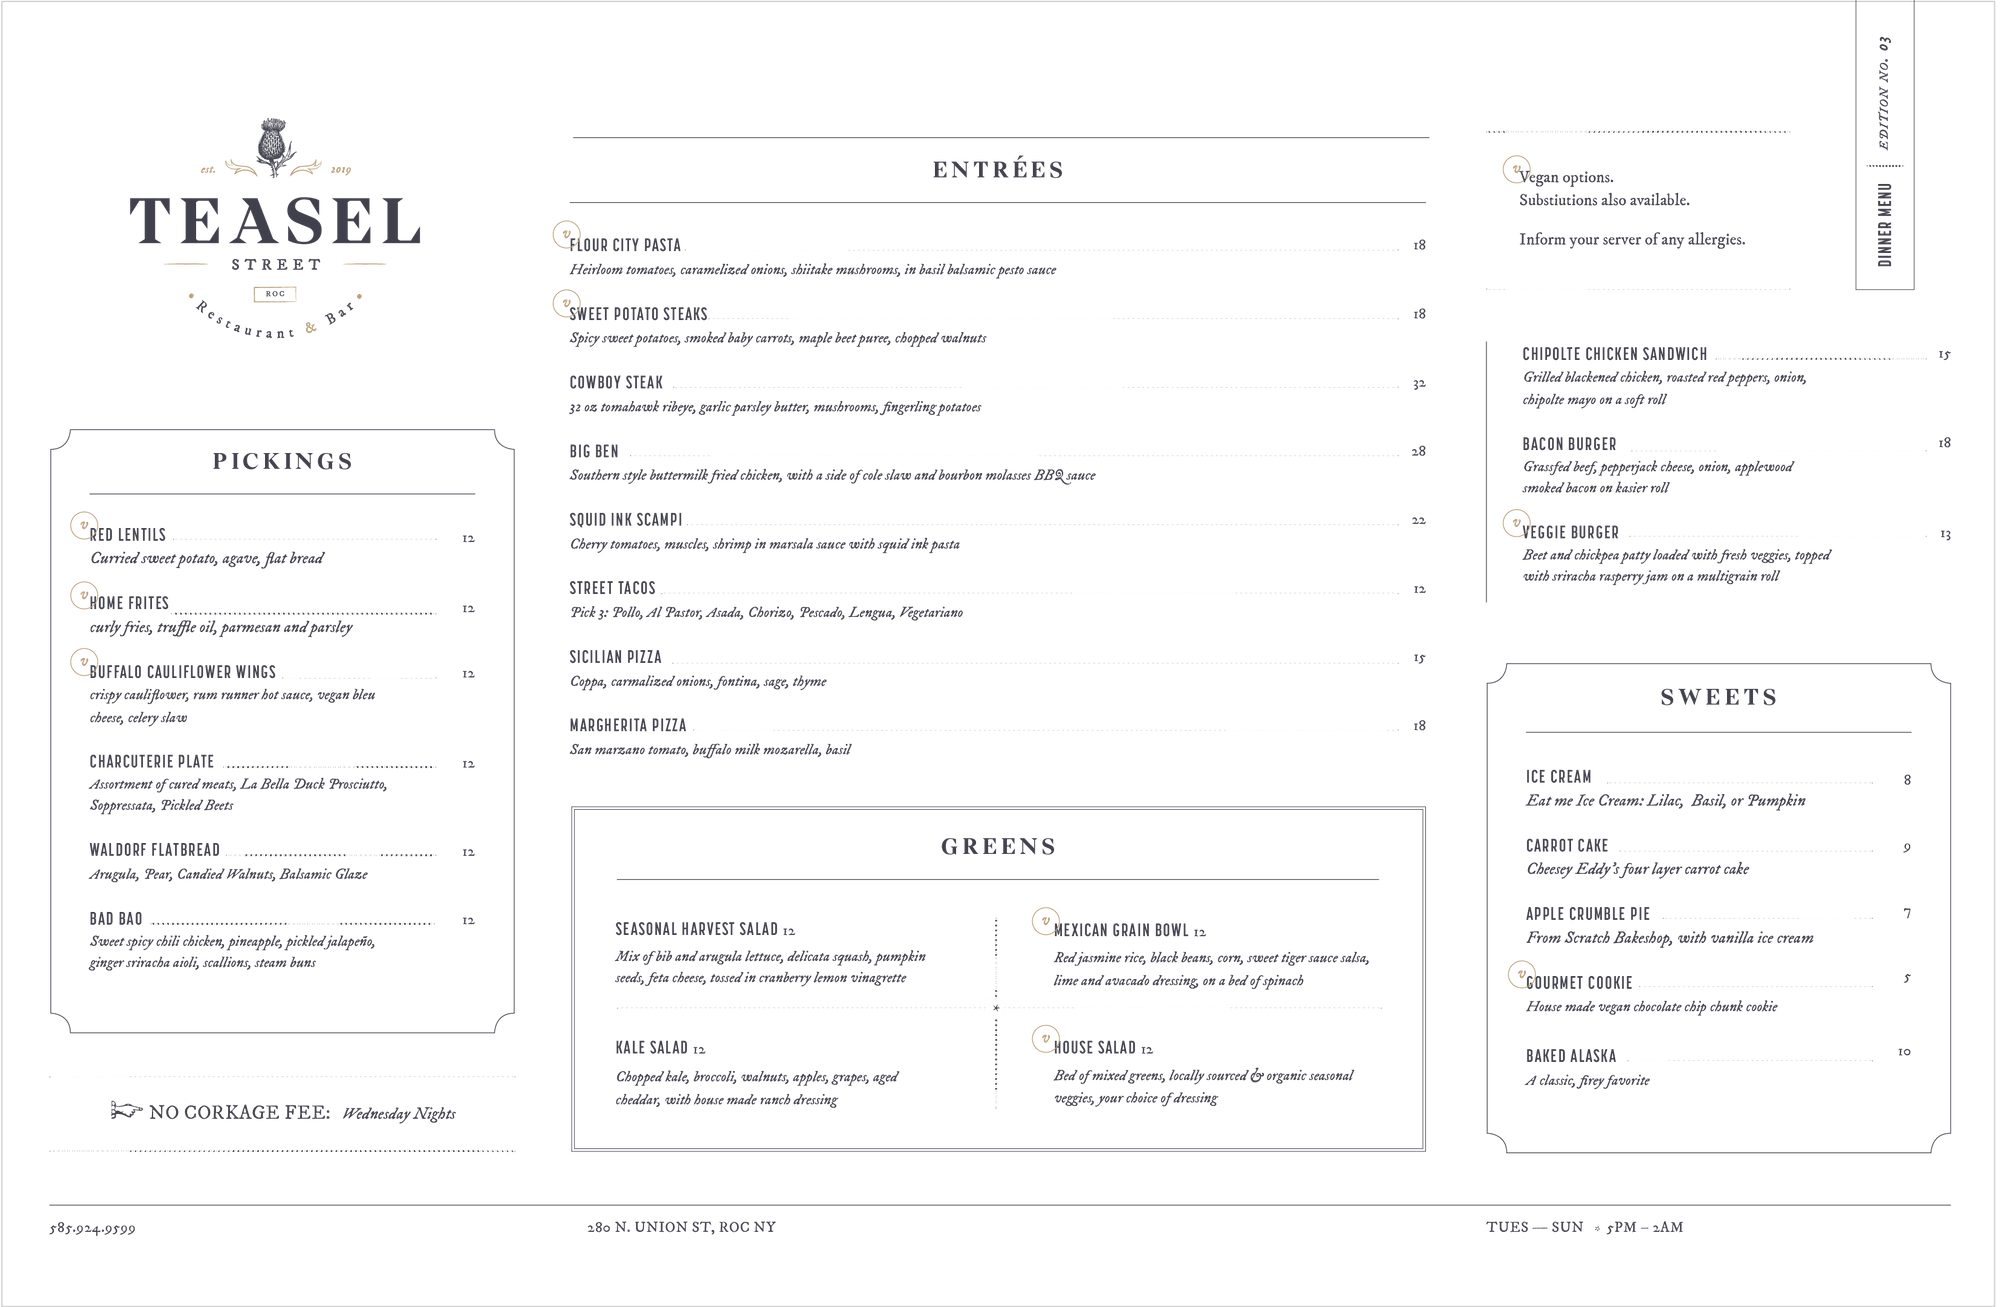 est. 2019
TEASEL
STREET
ROC
Restaurant & Bar
PICKINGS
v
RED LENTILS 12
Curried sweet potato, agave, flat bread
v
HOME FRITES 12
curly fries, truffle oil, parmesan and parsley
v
BUFFALO CAULIFLOWER WINGS 12
crispy cauliflower, rum runner hot sauce, vegan bleu
cheese, celery slaw
CHARCUTERIE PLATE 12
Assortment of cured meats, La Bella Duck Prosciutto,
Soppressata, Pickled Beets
WALDORF FLATBREAD 12
Arugula, Pear, Candied Walnuts, Balsamic Glaze
BAD BAO 12
Sweet spicy chili chicken, pineapple, pickled jalapeño,
ginger sriracha aioli, scallions, steam buns
NO CORKAGE FEE: Wednesday Nights
ENTRÉES
v
FLOUR CITY PASTA 18
Heirloom tomatoes, caramelized onions, shiitake mushrooms, in basil balsamic pesto sauce
v
SWEET POTATO STEAKS 18
Spicy sweet potatoes, smoked baby carrots, maple beet puree, chopped walnuts
COWBOY STEAK 32
32 oz tomahawk ribeye, garlic parsley butter, mushrooms, fingerling potatoes
BIG BEN 28
Southern style buttermilk fried chicken, with a side of cole slaw and bourbon molasses BBQ sauce
SQUID INK SCAMPI 22
Cherry tomatoes, muscles, shrimp in marsala sauce with squid ink pasta
STREET TACOS 12
Pick 3: Pollo, Al Pastor, Asada, Chorizo, Pescado, Lengua, Vegetariano
SICILIAN PIZZA 15
Coppa, carmalized onions, fontina, sage, thyme
MARGHERITA PIZZA 18
San marzano tomato, buffalo milk mozarella, basil
GREENS
SEASONAL HARVEST SALAD 12
Mix of bib and arugula lettuce, delicata squash, pumpkin
seeds, feta cheese, tossed in cranberry lemon vinagrette
v
MEXICAN GRAIN BOWL 12
Red jasmine rice, black beans, corn, sweet tiger sauce salsa,
lime and avacado dressing, on a bed of spinach
KALE SALAD 12
Chopped kale, broccoli, walnuts, apples, grapes, aged
cheddar, with house made ranch dressing
v
HOUSE SALAD 12
Bed of mixed greens, locally sourced & organic seasonal
veggies, your choice of dressing
v
Vegan options.
Substiutions also available.
Inform your server of any allergies.
DINNER MENU EDITION NO. 03
CHIPOLTE CHICKEN SANDWICH 15
Grilled blackened chicken, roasted red peppers, onion,
chipolte mayo on a soft roll
BACON BURGER 18
Grassfed beef, pepperjack cheese, onion, applewood
smoked bacon on kasier roll
v
VEGGIE BURGER 13
Beet and chickpea patty loaded with fresh veggies, topped
with sriracha rasperry jam on a multigrain roll
SWEETS
ICE CREAM 8
Eat me Ice Cream: Lilac, Basil, or Pumpkin
CARROT CAKE 9
Cheesey Eddy's four layer carrot cake
APPLE CRUMBLE PIE 7
From Scratch Bakeshop, with vanilla ice cream
v
GOURMET COOKIE 5
House made vegan chocolate chip chunk cookie
BAKED ALASKA 10
A classic, firey favorite
585.924.9599
280 N. UNION ST, ROC NY
TUES — SUN * 5PM – 2AM